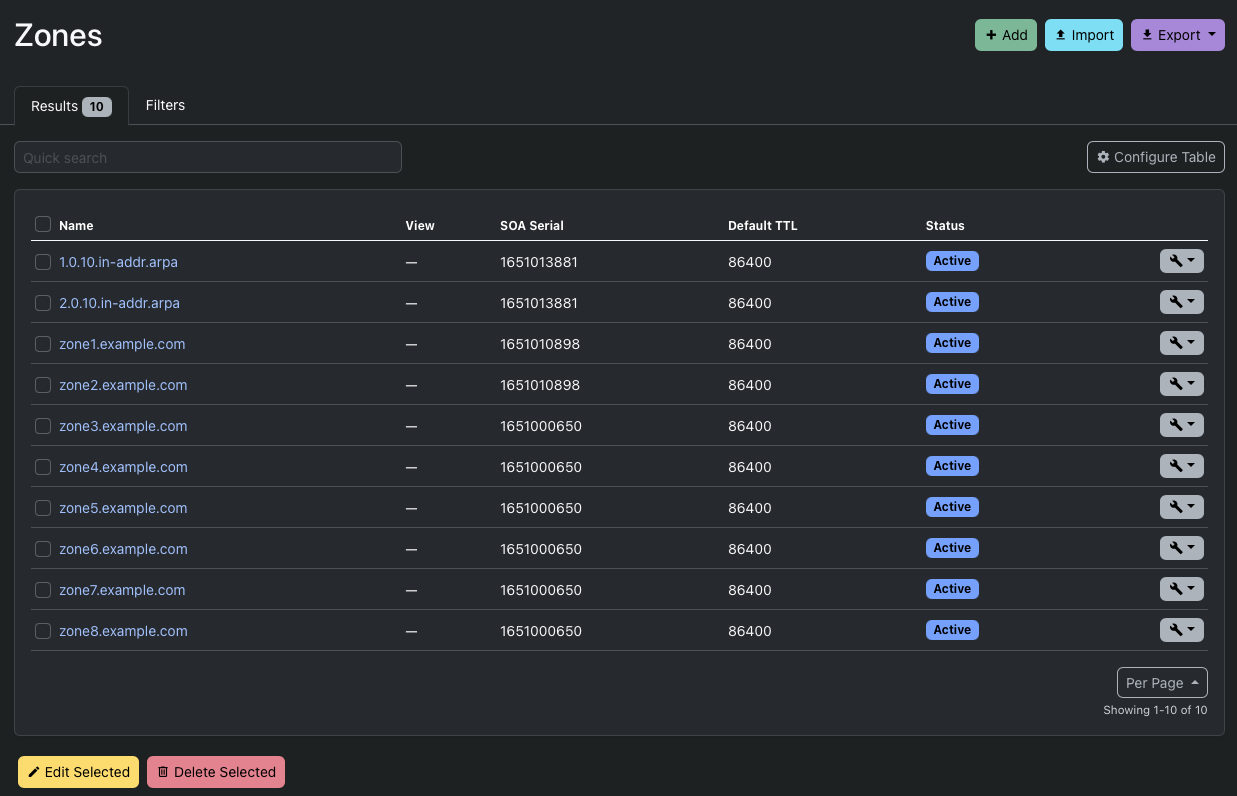 Zones
Add Import Export
Results 10 Filters
Quick search Configure Table
Name View SOA Serial Default TTL Status
1.0.10.in-addr.arpa — 1651013881 86400 Active
2.0.10.in-addr.arpa — 1651013881 86400 Active
zone1.example.com — 1651010898 86400 Active
zone2.example.com — 1651010898 86400 Active
zone3.example.com — 1651000650 86400 Active
zone4.example.com — 1651000650 86400 Active
zone5.example.com — 1651000650 86400 Active
zone6.example.com — 1651000650 86400 Active
zone7.example.com — 1651000650 86400 Active
zone8.example.com — 1651000650 86400 Active
Per Page
Showing 1-10 of 10
Edit Selected Delete Selected